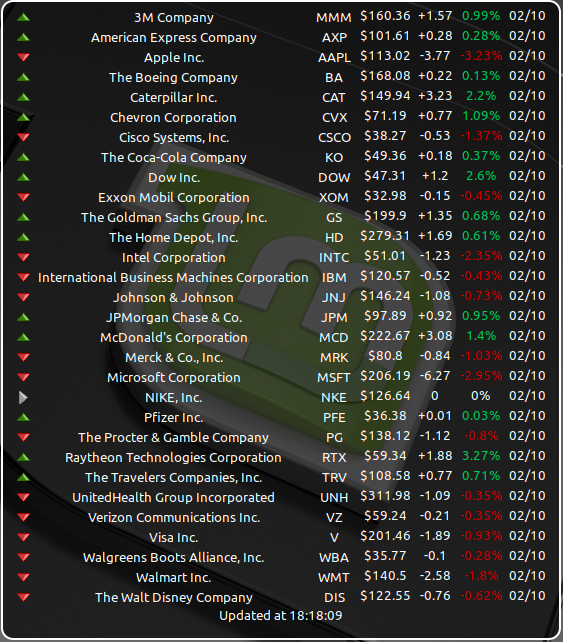 3M Company MMM $160.36 +1.57 0.99% 02/10
American Express Company AXP $101.61 +0.28 0.28% 02/10
Apple Inc. AAPL $113.02 -3.77 -3.23% 02/10
The Boeing Company BA $168.08 +0.22 0.13% 02/10
Caterpillar Inc. CAT $149.94 +3.23 2.2% 02/10
Chevron Corporation CVX $71.19 +0.77 1.09% 02/10
Cisco Systems, Inc. CSCO $38.27 -0.53 -1.37% 02/10
The Coca-Cola Company KO $49.36 +0.18 0.37% 02/10
Dow Inc. DOW $47.31 +1.2 2.6% 02/10
Exxon Mobil Corporation XOM $32.98 -0.15 -0.45% 02/10
The Goldman Sachs Group, Inc. GS $199.9 +1.35 0.68% 02/10
The Home Depot, Inc. HD $279.31 +1.69 0.61% 02/10
Intel Corporation INTC $51.01 -1.23 -2.35% 02/10
International Business Machines Corporation IBM $120.57 -0.52 -0.43% 02/10
Johnson & Johnson JNJ $146.24 -1.08 -0.73% 02/10
JPMorgan Chase & Co. JPM $97.89 +0.92 0.95% 02/10
McDonald's Corporation MCD $222.67 +3.08 1.4% 02/10
Merck & Co., Inc. MRK $80.8 -0.84 -1.03% 02/10
Microsoft Corporation MSFT $206.19 -6.27 -2.95% 02/10
NIKE, Inc. NKE $126.64 0 0% 02/10
Pfizer Inc. PFE $36.38 +0.01 0.03% 02/10
The Procter & Gamble Company PG $138.12 -1.12 -0.8% 02/10
Raytheon Technologies Corporation RTX $59.34 +1.88 3.27% 02/10
The Travelers Companies, Inc. TRV $108.58 +0.77 0.71% 02/10
UnitedHealth Group Incorporated UNH $311.98 -1.09 -0.35% 02/10
Verizon Communications Inc. VZ $59.24 -0.21 -0.35% 02/10
Visa Inc. V $201.46 -1.89 -0.93% 02/10
Walgreens Boots Alliance, Inc. WBA $35.77 -0.1 -0.28% 02/10
Walmart Inc. WMT $140.5 -2.58 -1.8% 02/10
The Walt Disney Company DIS $122.55 -0.76 -0.62% 02/10
Updated at 18:18:09